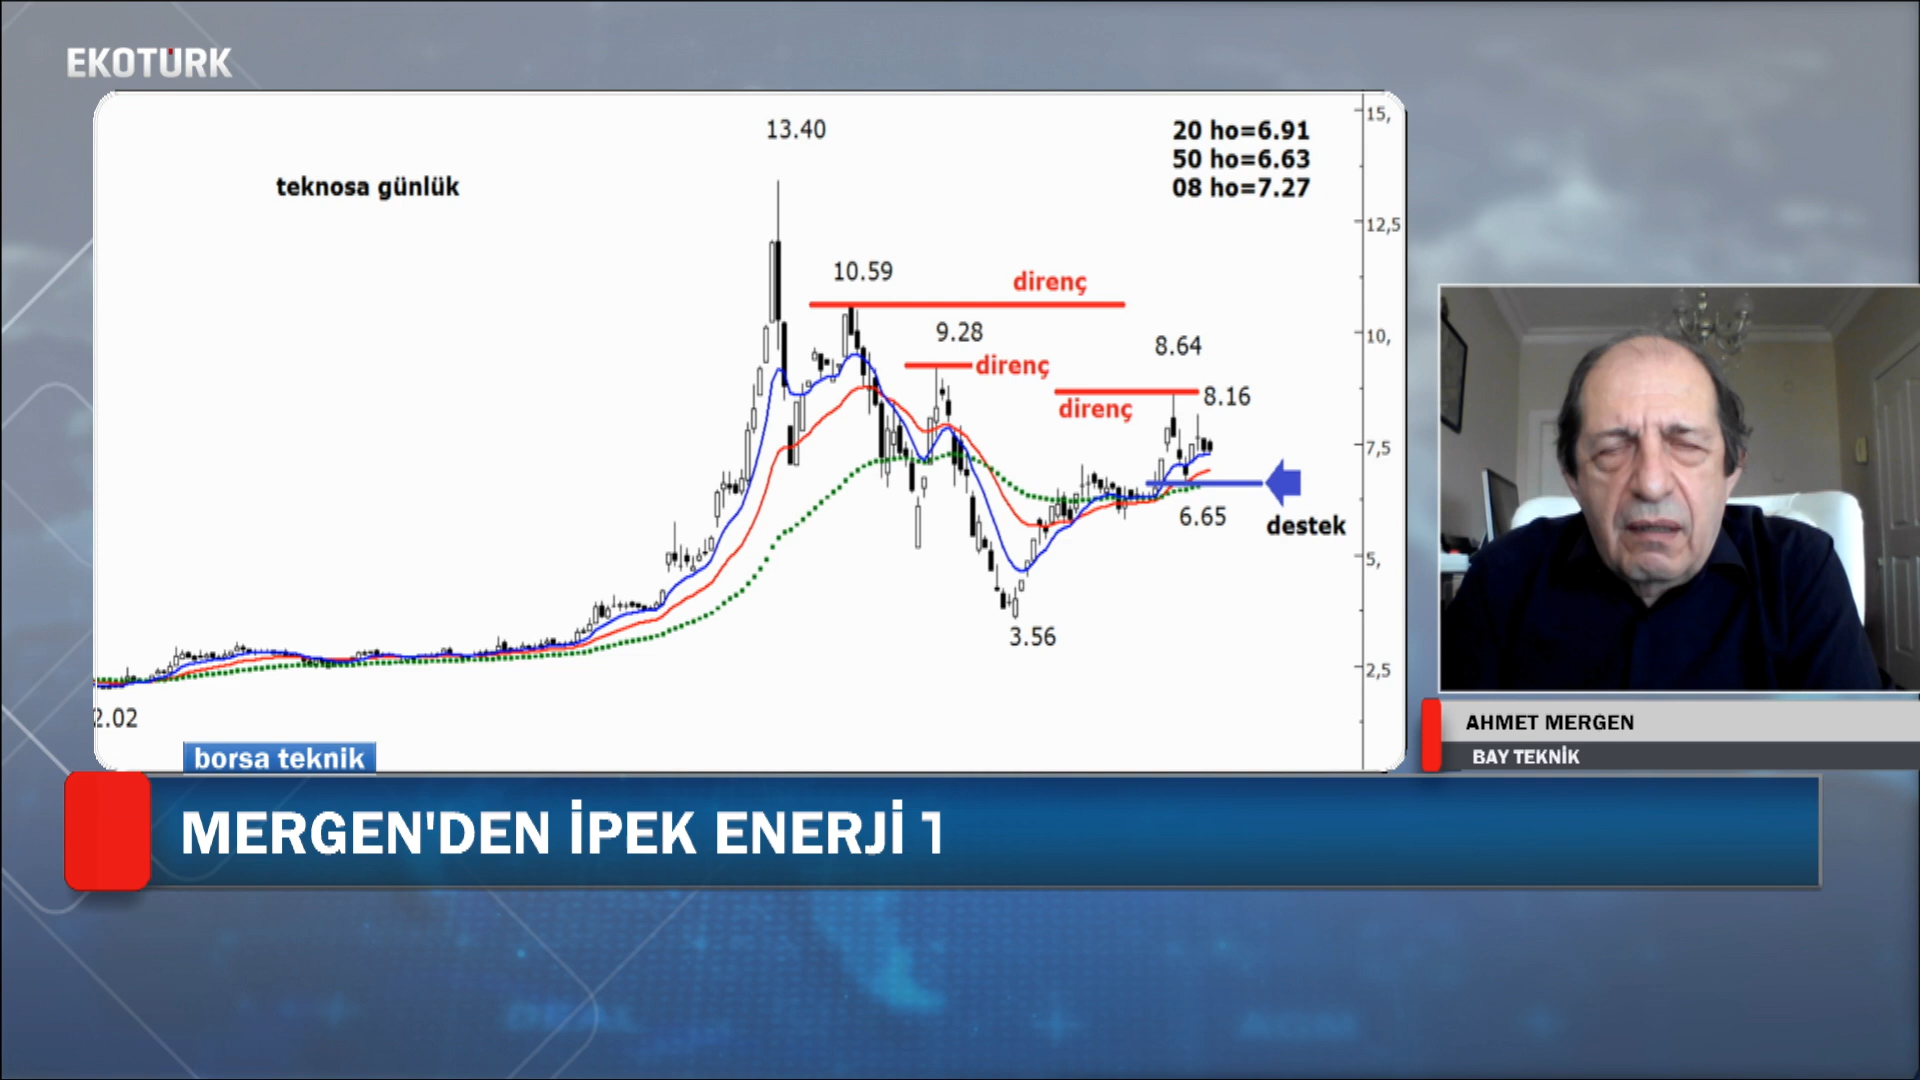 EKOTÜRK
13.40
15,
20 ho=6.91
50 ho=6.63
08 ho=7.27
teknosa günlük
12,5
10.59
direnç
9.28
10,
8.64
direnç
8.16
direnç
7,5
6.65
destek
5,
3.56
2,5
2.02
AHMET MERGEN
BAY TEKNİK
borsa teknik
MERGEN'DEN İPEK ENERJİ 1